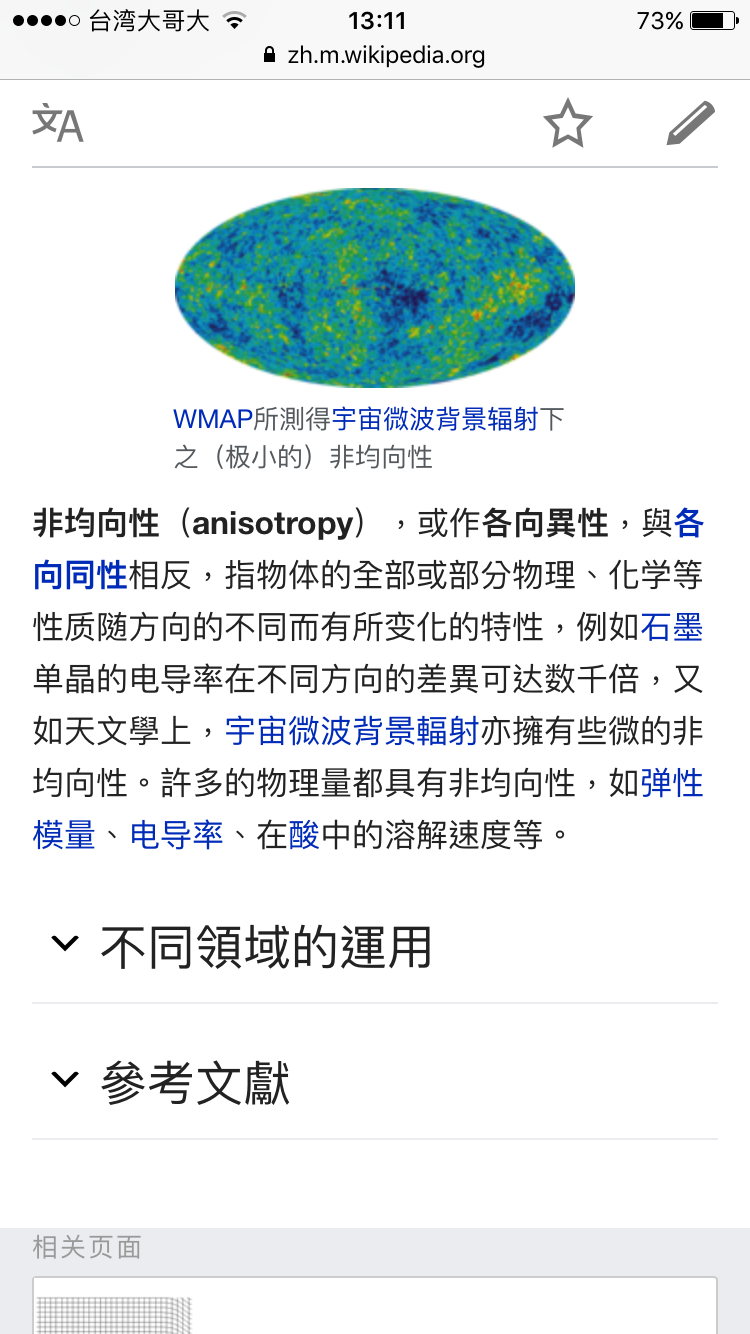 台湾大哥大 13:11 73%
zh.m.wikipedia.org
文A
WMAP所測得宇宙微波背景辐射下
之（极小的）非均向性
非均向性（anisotropy），或作各向異性，與各
向同性相反，指物体的全部或部分物理、化学等
性质随方向的不同而有所变化的特性，例如石墨
单晶的电导率在不同方向的差異可达数千倍，又
如天文學上，宇宙微波背景輻射亦擁有些微的非
均向性。許多的物理量都具有非均向性，如弹性
模量、电导率、在酸中的溶解速度等。
不同領域的運用
參考文獻
相关页面